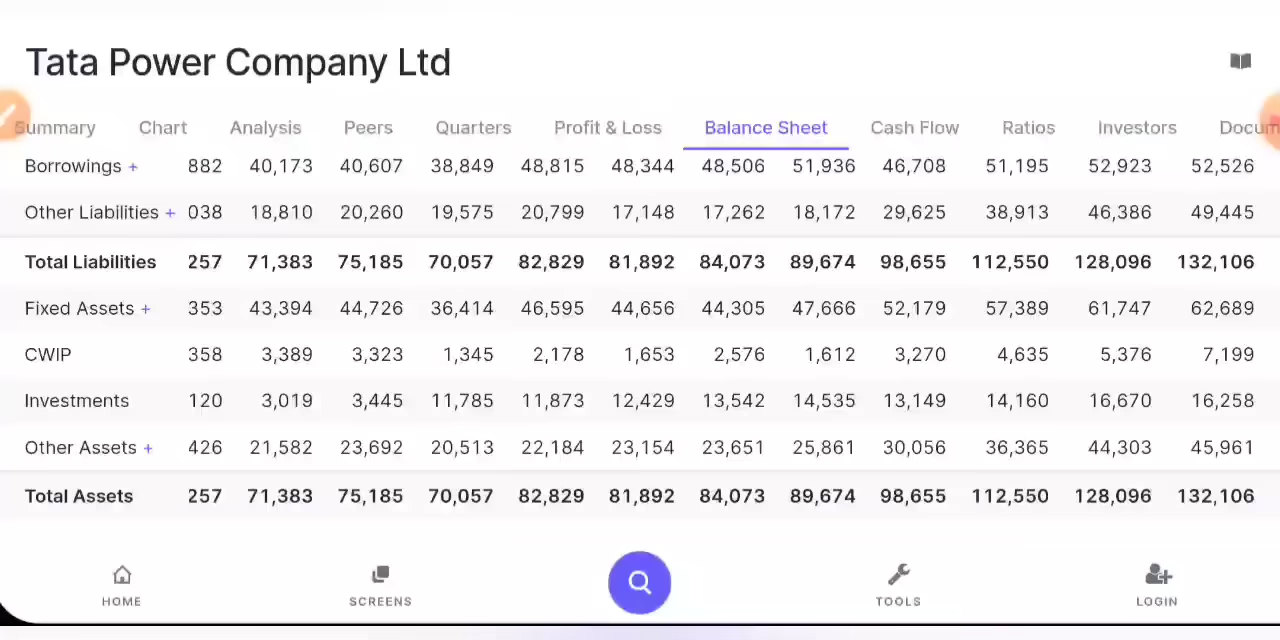 Tata Power Company Ltd
Summary Chart Analysis Peers Quarters Profit & Loss Balance Sheet Cash Flow Ratios Investors Docum
Borrowings + 882 40,173 40,607 38,849 48,815 48,344 48,506 51,936 46,708 51,195 52,923 52,526
Other Liabilities + 038 18,810 20,260 19,575 20,799 17,148 17,262 18,172 29,625 38,913 46,386 49,445
Total Liabilities 257 71,383 75,185 70,057 82,829 81,892 84,073 89,674 98,655 112,550 128,096 132,106
Fixed Assets + 353 43,394 44,726 36,414 46,595 44,656 44,305 47,666 52,179 57,389 61,747 62,689
CWIP 358 3,389 3,323 1,345 2,178 1,653 2,576 1,612 3,270 4,635 5,376 7,199
Investments 120 3,019 3,445 11,785 11,873 12,429 13,542 14,535 13,149 14,160 16,670 16,258
Other Assets + 426 21,582 23,692 20,513 22,184 23,154 23,651 25,861 30,056 36,365 44,303 45,961
Total Assets 257 71,383 75,185 70,057 82,829 81,892 84,073 89,674 98,655 112,550 128,096 132,106
HOME SCREENS TOOLS LOGIN